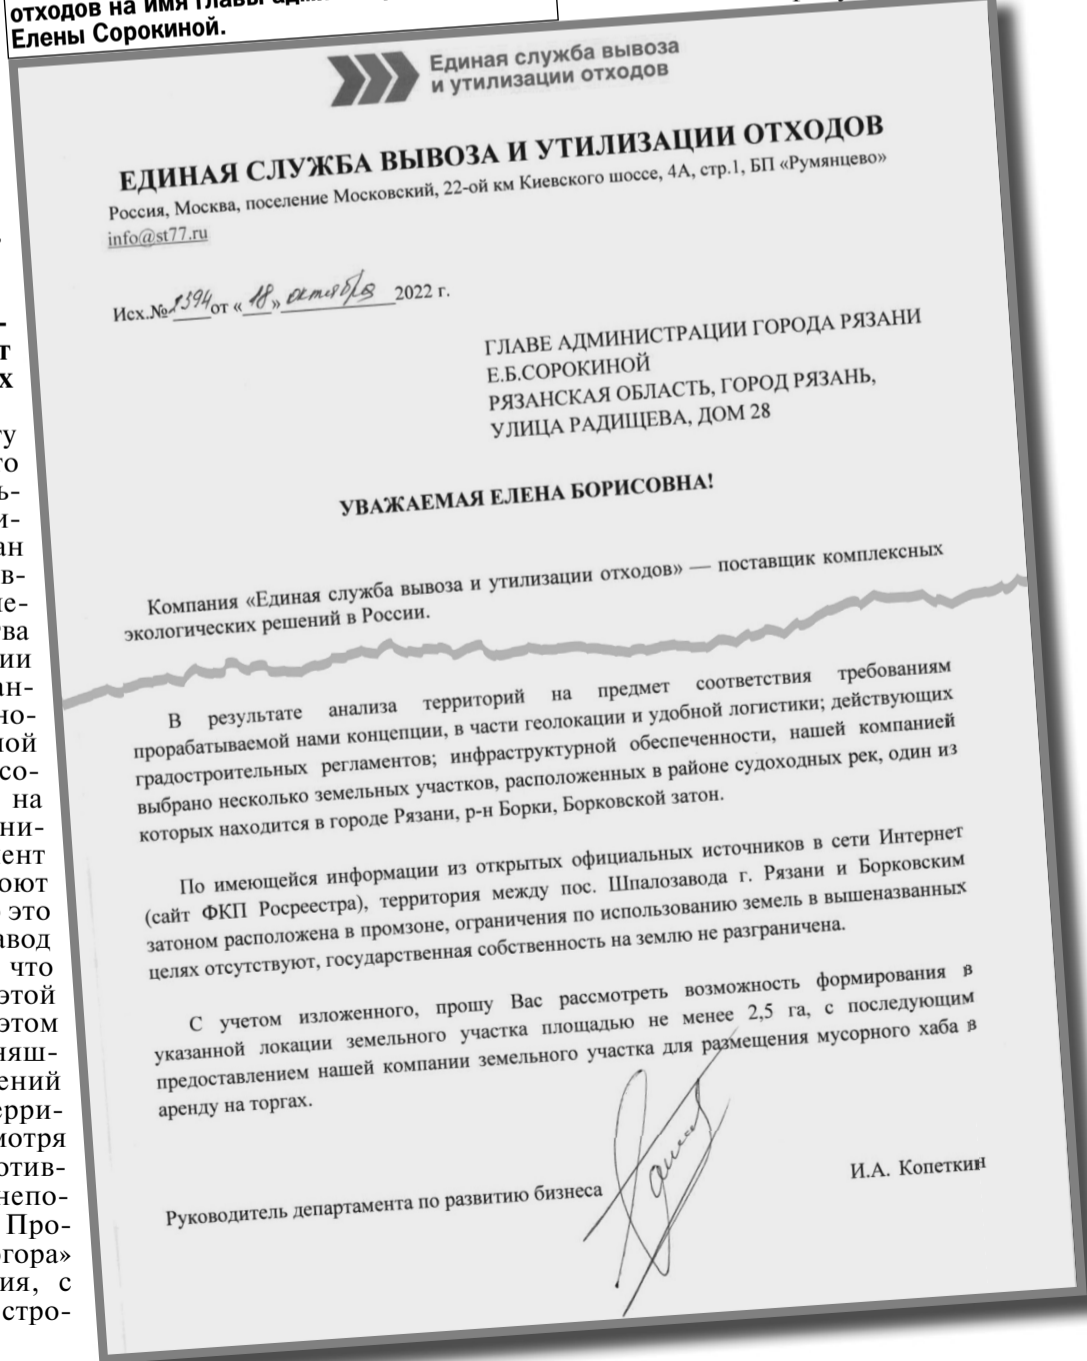 отходов на имя главы
Елены Сорокиной.
Единая служба вывоза
и утилизации отходов
ЕДИНАЯ СЛУЖБА ВЫВОЗА И УТИЛИЗАЦИИ ОТХОДОВ
Россия, Москва, поселение Московский, 22-ой км Киевского шоссе, 4А, стр.1, БП «Румянцево»
info@st77.ru
Исх.№ 2394 от « 18 » октября 2022 г.
ГЛАВЕ АДМИНИСТРАЦИИ ГОРОДА РЯЗАНИ
Е.Б.СОРОКИНОЙ
РЯЗАНСКАЯ ОБЛАСТЬ, ГОРОД РЯЗАНЬ,
УЛИЦА РАДИЩЕВА, ДОМ 28
УВАЖАЕМАЯ ЕЛЕНА БОРИСОВНА!
Компания «Единая служба вывоза и утилизации отходов» — поставщик комплексных
экологических решений в России.
В результате анализа территорий на предмет соответствия требованиям
прорабатываемой нами концепции, в части геолокации и удобной логистики; действующих
градостроительных регламентов; инфраструктурной обеспеченности, нашей компанией
выбрано несколько земельных участков, расположенных в районе судоходных рек, один из
которых находится в городе Рязани, р-н Борки, Борковской затон.
По имеющейся информации из открытых официальных источников в сети Интернет
(сайт ФКП Росреестра), территория между пос. Шпалозавода г. Рязани и Борковским
затоном расположена в промзоне, ограничения по использованию земель в вышеназванных
целях отсутствуют, государственная собственность на землю не разграничена.
С учетом изложенного, прошу Вас рассмотреть возможность формирования в
указанной локации земельного участка площадью не менее 2,5 га, с последующим
предоставлением нашей компании земельного участка для размещения мусорного хаба в
аренду на торгах.
Руководитель департамента по развитию бизнеса
И.А. Копеткин